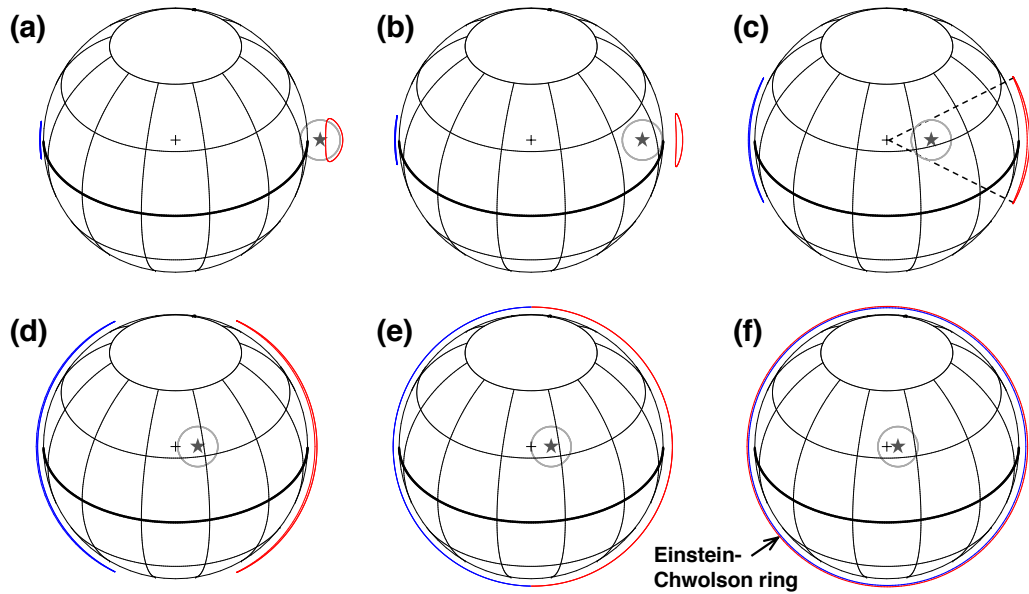 (a)
(b)
(c)
(d)
(e)
(f)
Einstein-
Chwolson ring